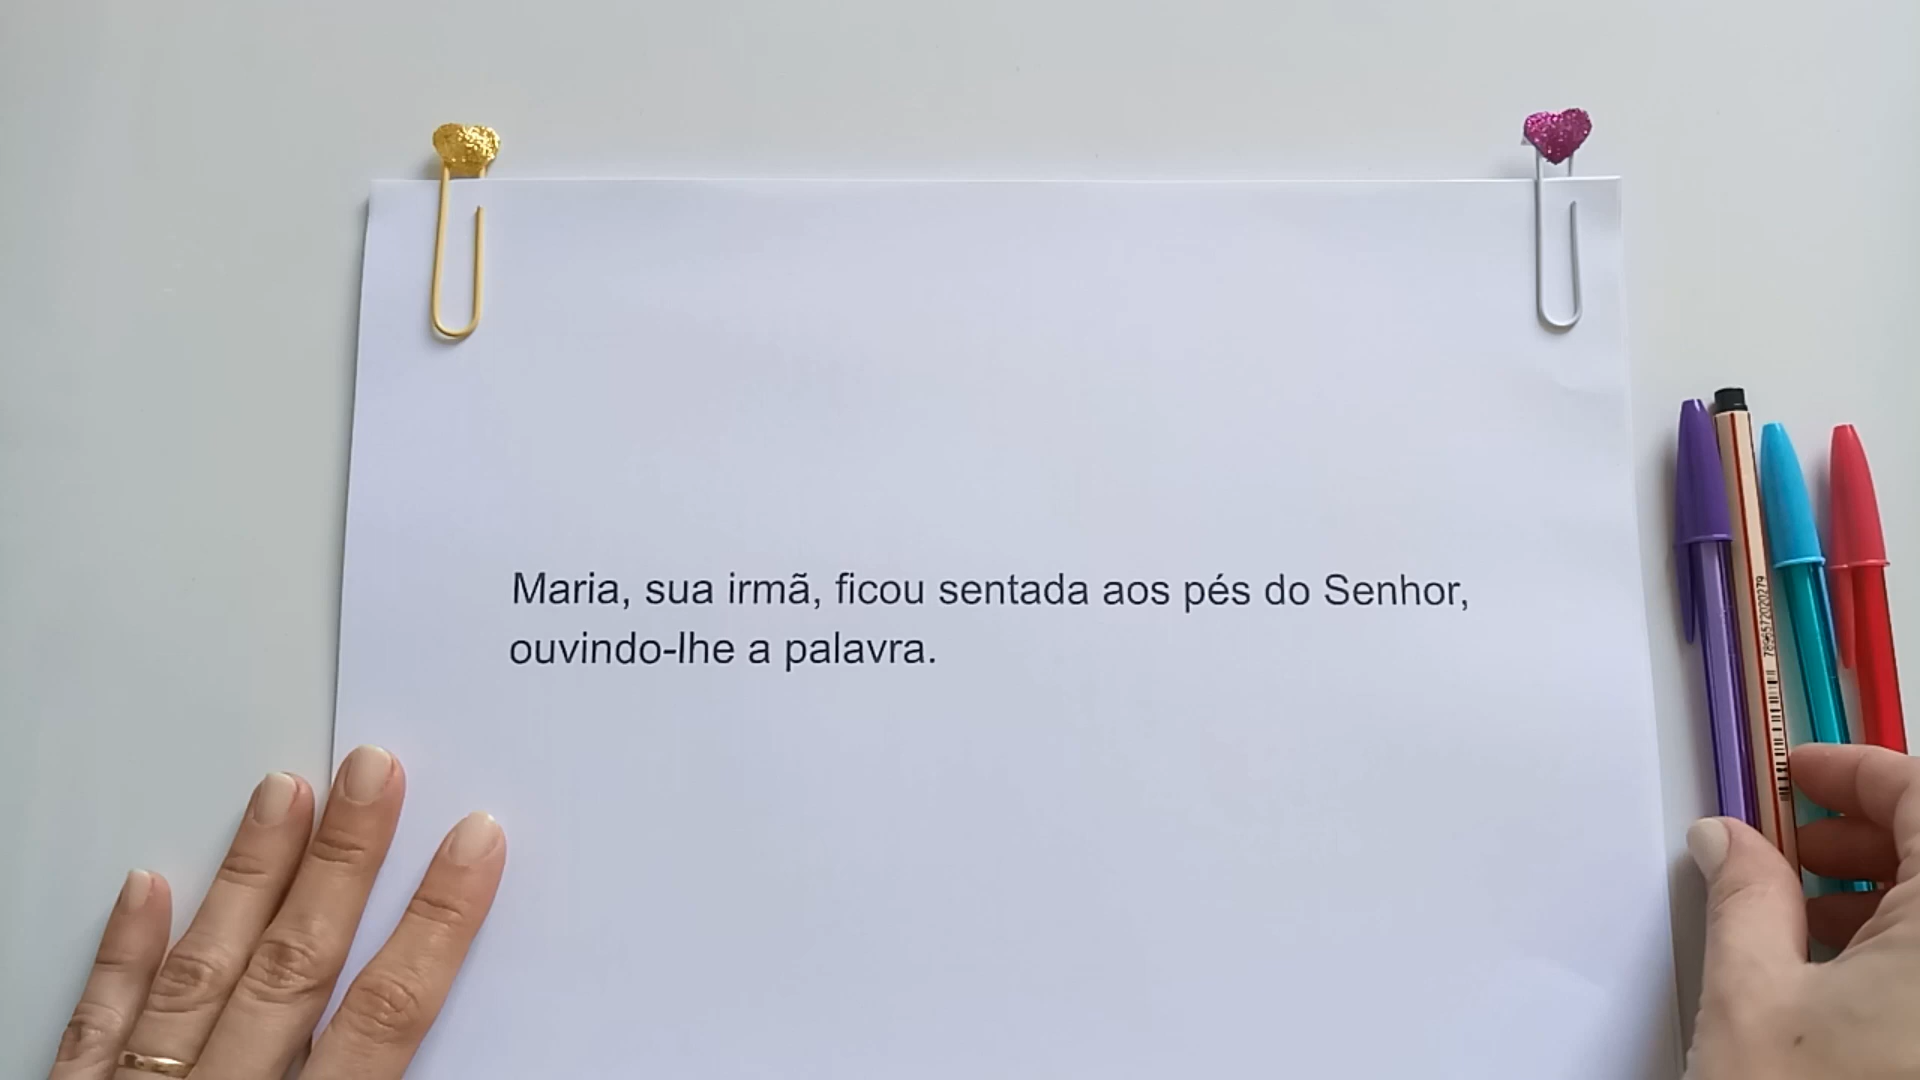 Maria, sua irmã, ficou sentada aos pés do Senhor,
ouvindo-lhe a palavra.